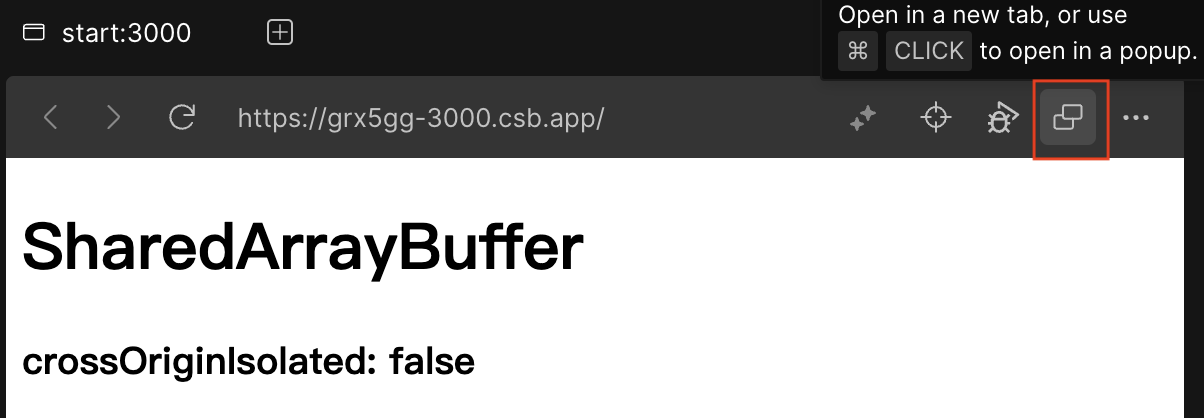 start:3000
Open in a new tab, or use
⌘ CLICK to open in a popup.
https://grx5gg-3000.csb.app/
SharedArrayBuffer
crossOriginIsolated: false